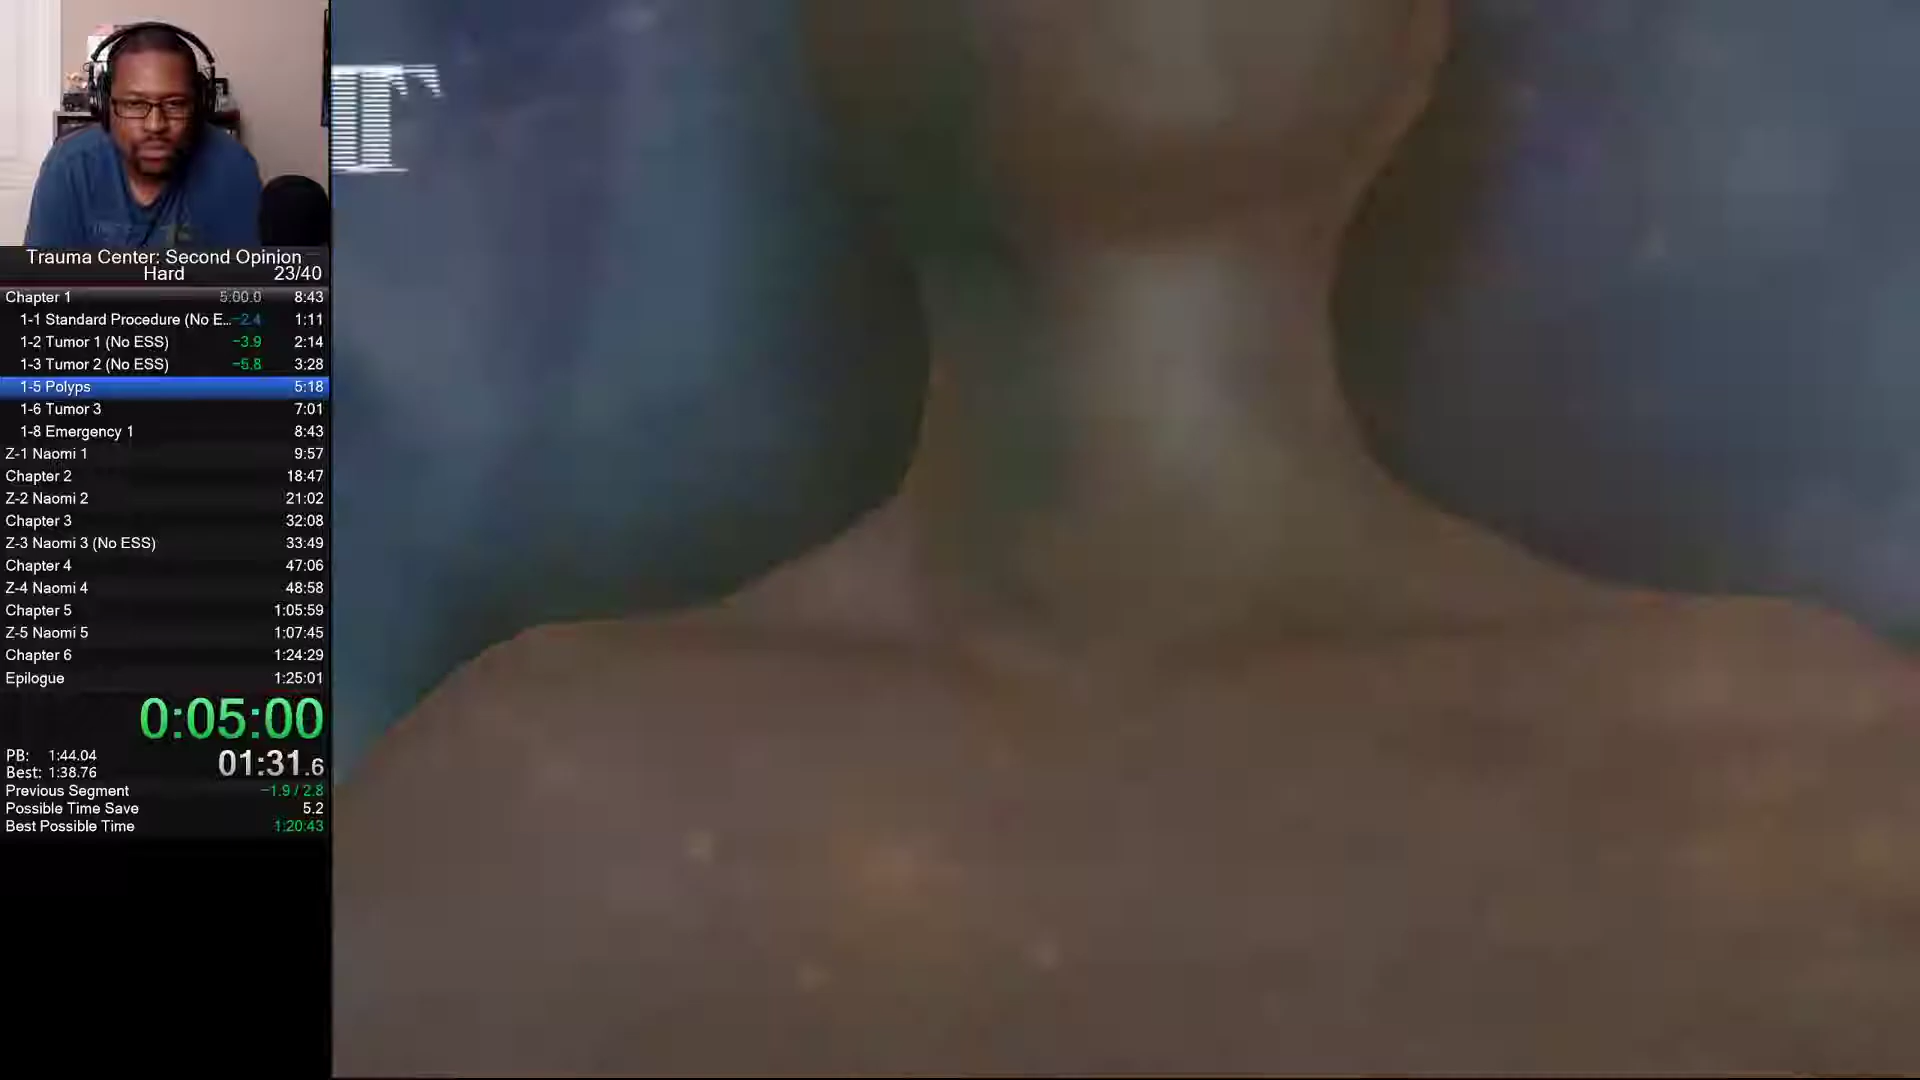 Trauma Center: Second Opinion
Hard 23/40
Chapter 1 5:00.0 8:43
1-1 Standard Procedure (No E... −2.4 1:11
1-2 Tumor 1 (No ESS) −3.9 2:14
1-3 Tumor 2 (No ESS) −5.8 3:28
1-5 Polyps 5:18
1-6 Tumor 3 7:01
1-8 Emergency 1 8:43
Z-1 Naomi 1 9:57
Chapter 2 18:47
Z-2 Naomi 2 21:02
Chapter 3 32:08
Z-3 Naomi 3 (No ESS) 33:49
Chapter 4 47:06
Z-4 Naomi 4 48:58
Chapter 5 1:05:59
Z-5 Naomi 5 1:07:45
Chapter 6 1:24:29
Epilogue 1:25:01
0:05:00
PB: 1:44.04
Best: 1:38.76
01:31.6
Previous Segment −1.9 / 2.8
Possible Time Save 5.2
Best Possible Time 1:20:43